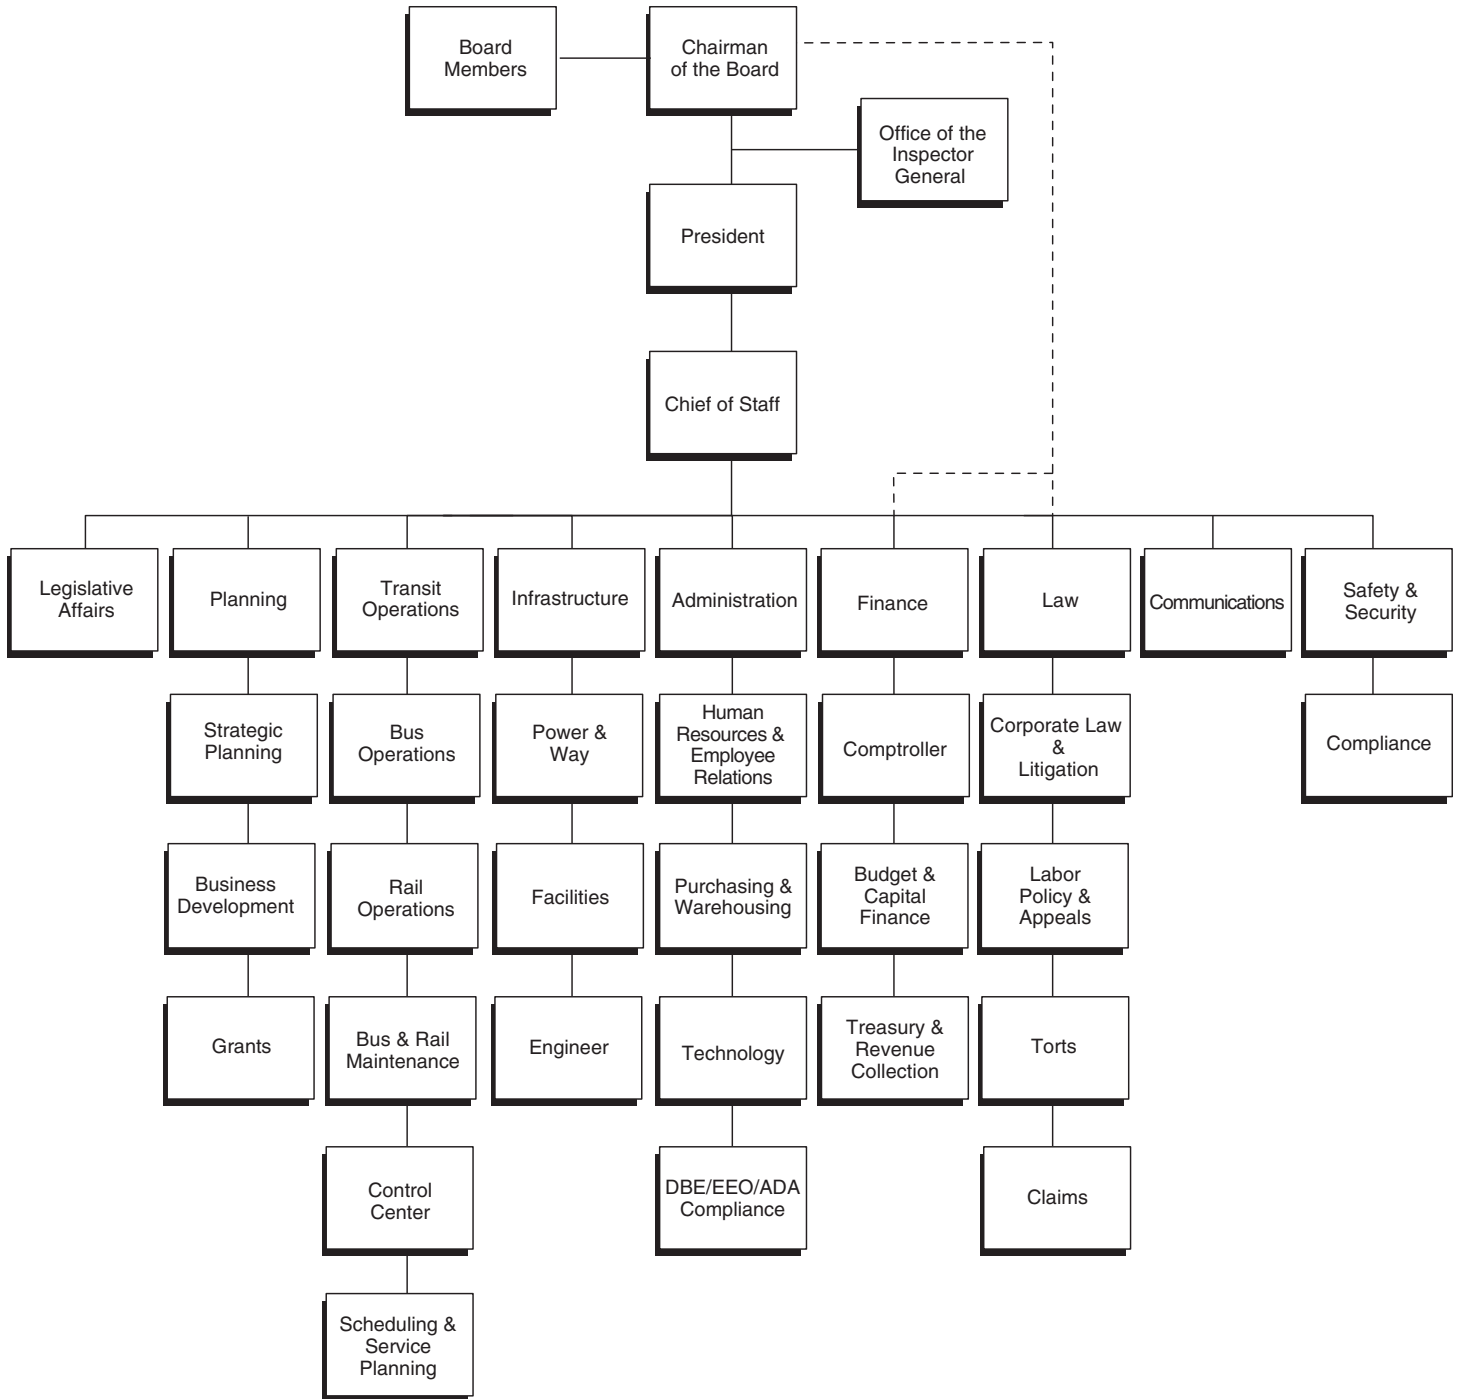 Board
Members
Chairman
of the Board
Office of the
Inspector
General
President
Chief of Staff
Legislative
Affairs
Planning
Transit
Operations
Infrastructure
Administration
Finance
Law
Communications
Safety &
Security
Strategic
Planning
Bus
Operations
Power &
Way
Human
Resources &
Employee
Relations
Comptroller
Corporate Law
&
Litigation
Compliance
Business
Development
Rail
Operations
Facilities
Purchasing &
Warehousing
Budget &
Capital
Finance
Labor
Policy &
Appeals
Grants
Bus & Rail
Maintenance
Engineer
Technology
Treasury &
Revenue
Collection
Torts
Control
Center
DBE/EEO/ADA
Compliance
Claims
Scheduling &
Service
Planning